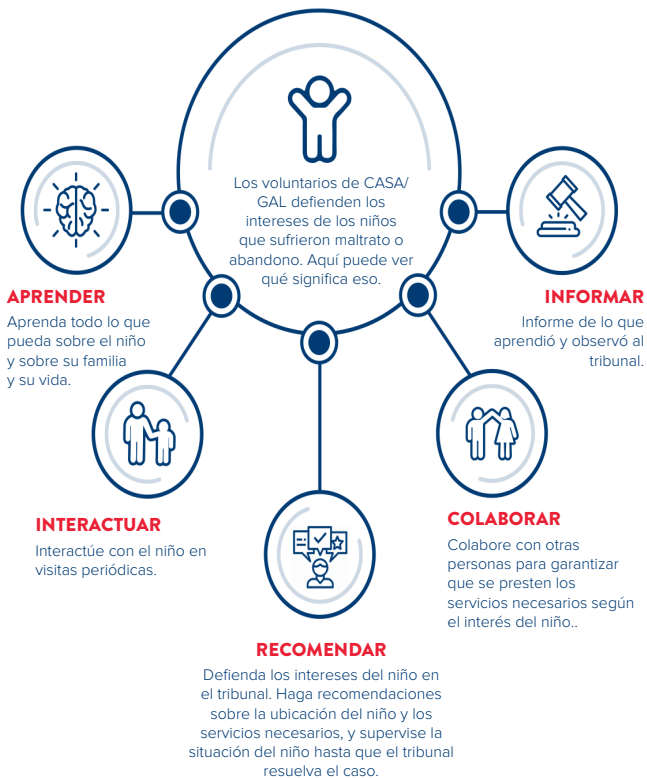 Los voluntarios de CASA/
GAL defienden los
intereses de los niños
que sufrieron maltrato o
abandono. Aquí puede ver
qué significa eso.
APRENDER
Aprenda todo lo que
pueda sobre el niño
y sobre su familia
y su vida.
INTERACTUAR
Interactúe con el niño en
visitas periódicas.
RECOMENDAR
Defienda los intereses del niño en
el tribunal. Haga recomendaciones
sobre la ubicación del niño y los
servicios necesarios, y supervise la
situación del niño hasta que el tribunal
resuelva el caso.
COLABORAR
Colabore con otras
personas para garantizar
que se presten los
servicios necesarios según
el interés del niño..
INFORMAR
Informe de lo que
aprendió y observó al
tribunal.